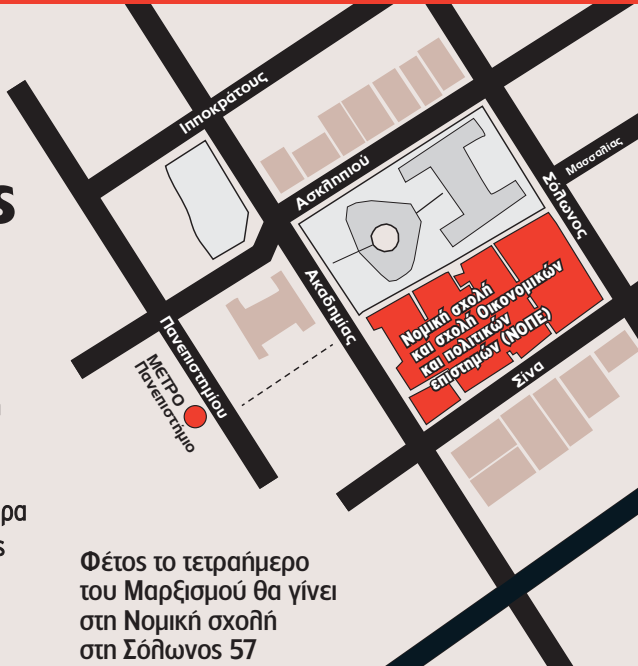 Ιπποκράτους
Ασκληπιού
Μασσαλίας
Σόλωνος
Ακαδημίας
Νομική σχολή
και σχολή Οικονομικών
και πολιτικών
επιστημών (ΝΟΠΕ)
Σίνα
Πανεπιστημίου
ΜΕΤΡΟ
Πανεπιστήμιο
ς
ρα
ς
Φέτος το τετραήμερο
του Μαρξισμού θα γίνει
στη Νομική σχολή
στη Σόλωνος 57